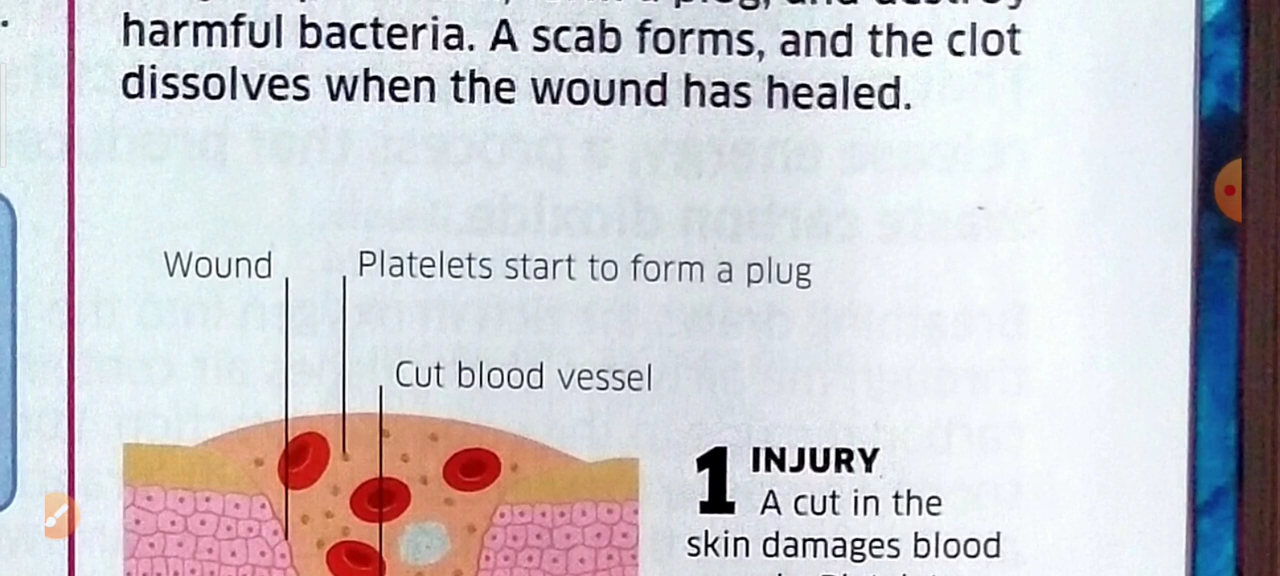 harmful bacteria. A scab forms, and the clot
dissolves when the wound has healed.
Wound
Platelets start to form a plug
Cut blood vessel
1 INJURY
A cut in the
skin damages blood